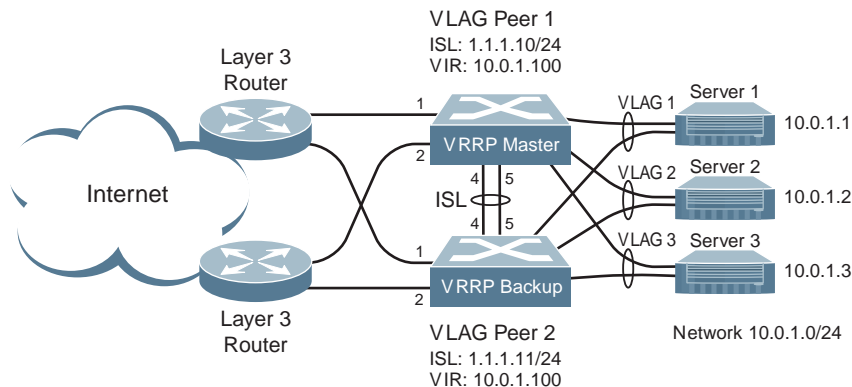 VLAG Peer 1
ISL: 1.1.1.10/24
VIR: 10.0.1.100
Layer 3
Router
1
2
VRRP Master
VLAG 1
Server 1
10.0.1.1
Internet
4
5
ISL
4
5
VLAG 2
Server 2
10.0.1.2
1
2
VRRP Backup
VLAG 3
Server 3
10.0.1.3
Layer 3
Router
VLAG Peer 2
ISL: 1.1.1.11/24
VIR: 10.0.1.100
Network 10.0.1.0/24